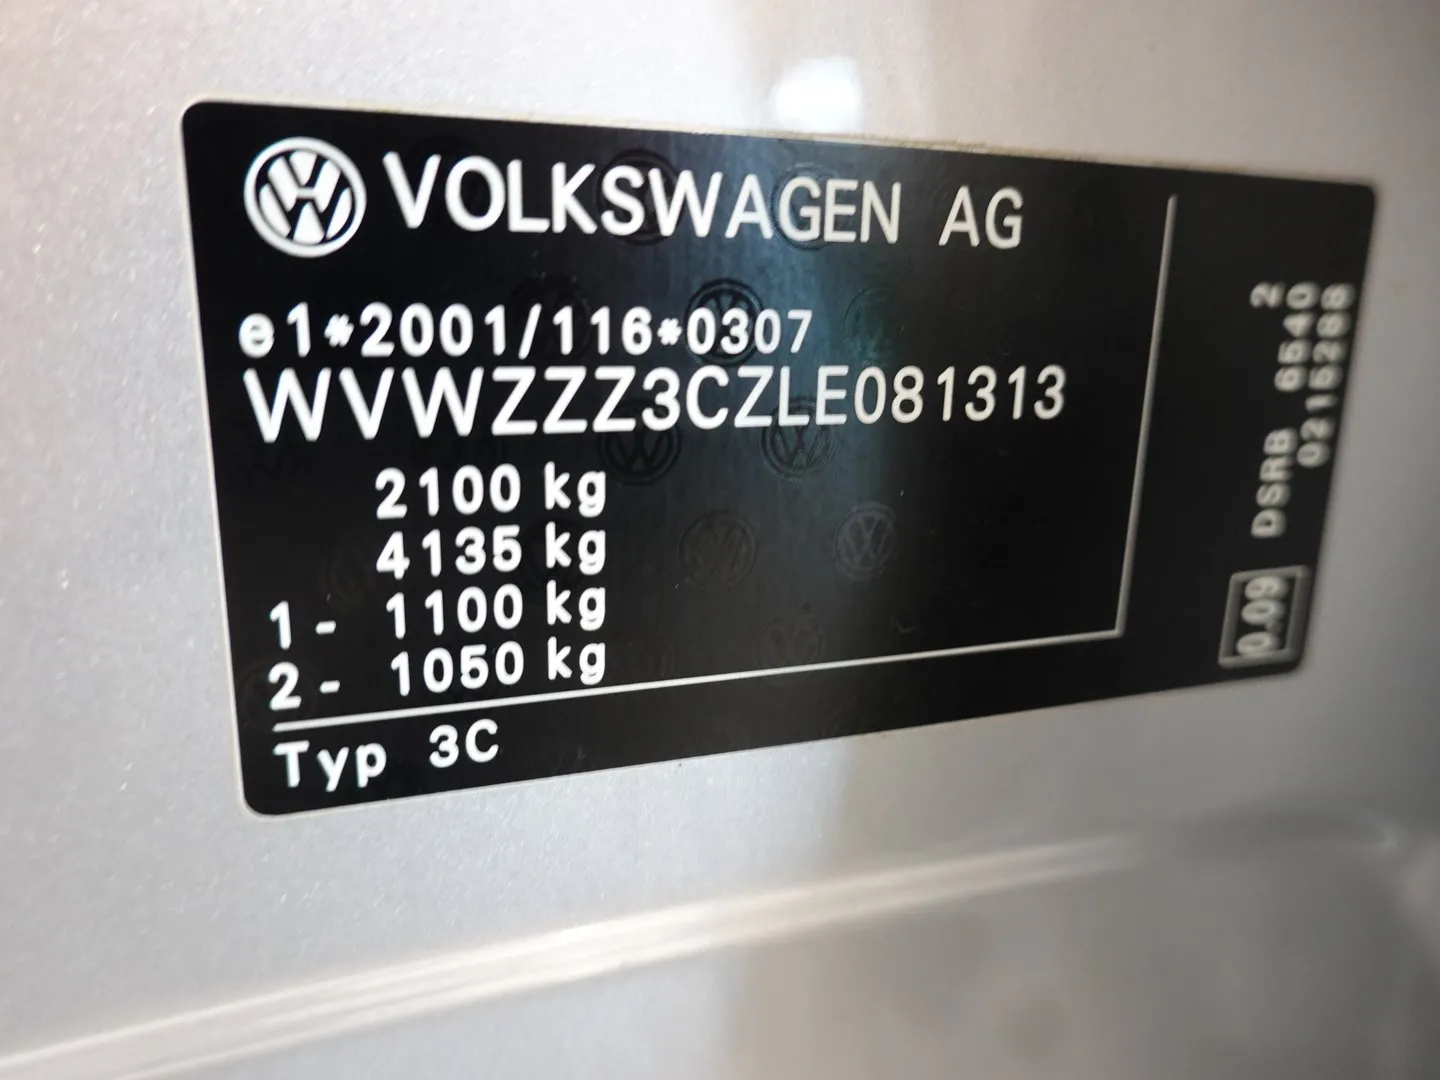 VOLKSWAGEN AG
e1*2001/116*0307
WVWZZZ3CZLE081313
2100 kg
4135 kg
1- 1100 kg
2- 1050 kg
Typ 3C
2
DSRB 6540
0215288
0.09